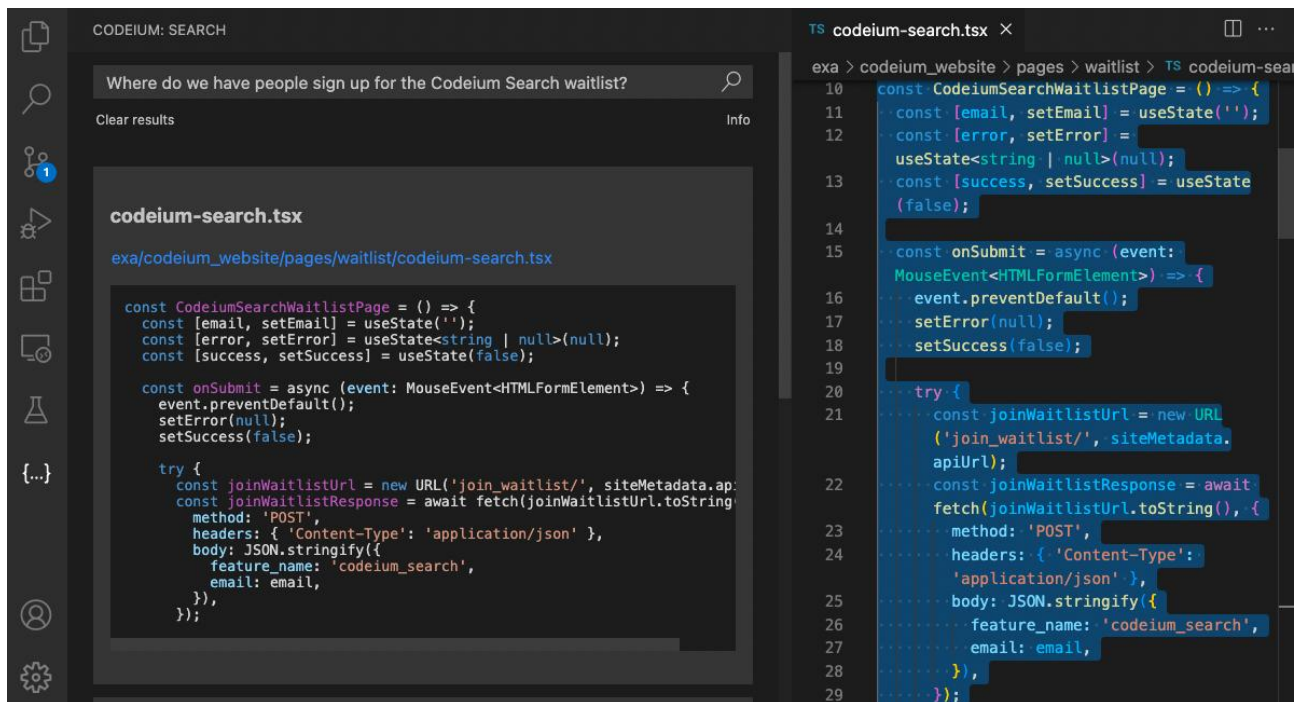 CODEIUM: SEARCH
Where do we have people sign up for the Codeium Search waitlist?
Clear results
Info
codeium-search.tsx
exa/codeium_website/pages/waitlist/codeium-search.tsx
const CodeiumSearchWaitlistPage = () => {
const [email, setEmail] = useState('');
const [error, setError] = useState<string | null>(null);
const [success, setSuccess] = useState(false);
const onSubmit = async (event: MouseEvent<HTMLFormElement>) => {
event.preventDefault();
setError(null);
setSuccess(false);
try {
const joinWaitlistUrl = new URL('join_waitlist/', siteMetadata.ap
const joinWaitlistResponse = await fetch(joinWaitlistUrl.toString
method: 'POST',
headers: { 'Content-Type': 'application/json' },
body: JSON.stringify({
feature_name: 'codeium_search',
email: email,
}),
});
{...}
1
TS codeium-search.tsx
exa > codeium_website > pages > waitlist > TS codeium-sear
10 const CodeiumSearchWaitlistPage = () => {
11 const [email, setEmail] = useState('');
12 const [error, setError] =
useState<string | null>(null);
13 const [success, setSuccess] = useState
(false);
14
15 const onSubmit = async (event:
MouseEvent<HTMLFormElement>) => {
16 event.preventDefault();
17 setError(null);
18 setSuccess(false);
19
20 try {
21 const joinWaitlistUrl = new URL
('join_waitlist/', siteMetadata.
apiUrl);
22 const joinWaitlistResponse = await
fetch(joinWaitlistUrl.toString(), {
23 method: 'POST',
24 headers: { 'Content-Type':
'application/json' },
25 body: JSON.stringify({
26 feature_name: 'codeium_search',
27 email: email,
28 }),
29 });